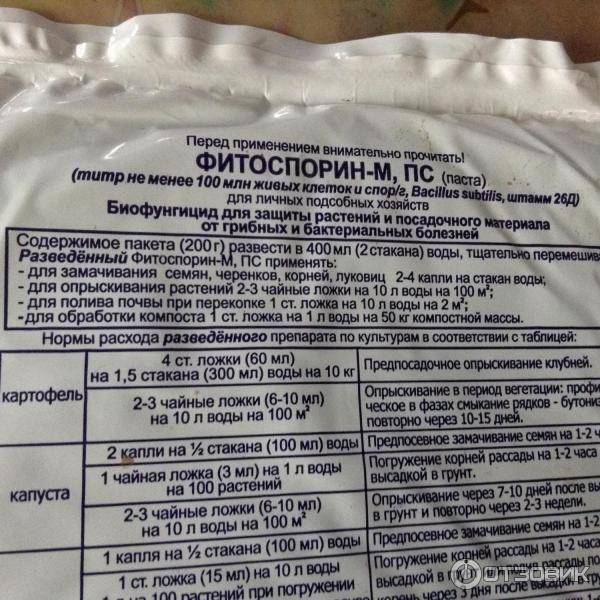 Перед применением внимательно прочитать!
ФИТОСПОРИН-М, ПС (паста)
(титр не менее 100 млн живых клеток и спор/г, Bacillus subtilis, штамм 26Д)
для личных подсобных хозяйств
Биофунгицид для защиты растений и посадочного материала
от грибных и бактериальных болезней
Содержимое пакета (200 г) развести в 400 мл (2 стакана) воды, тщательно перемешива
Разведённый Фитоспорин-М, ПС применять:
- для замачивания семян, черенков, корней, луковиц 2-4 капли на стакан воды;
- для опрыскивания растений 2-3 чайные ложки на 10 л воды на 100 м²;
- для полива почвы при перекопке 1 ст. ложка на 10 л воды на 2 м²;
-для обработки компоста 1 ст. ложка на 1 л воды на 50 кг компостной массы.
Нормы расхода разведённого препарата по культурам в соответствии с таблицей:
картофель
4 ст. ложки (60 мл)
на 1,5 стакана (300 мл) воды на 10 кг
Предпосадочное опрыскивание клубней.
2-3 чайные ложки (6-10 мл)
на 10 л воды на 100 м²
Опрыскивание в период вегетации: профи
ческое в фазах смыкание рядков - бутониз
повторно через 10-15 дней.
капуста
2 капли на ½ стакана (100 мл) воды
Предпосевное замачивание семян на 1-2 ч
1 чайная ложка (3 мл) на 1 л воды
на 100 растений
Погружение корней рассады на 1-2 часа
высадкой в грунт.
2-3 чайные ложки (6-10 мл)
на 10 л воды на 100 м²
Опрыскивание через 7-10 дней после выс
в грунт и повторно через 2-3 недели.
1 капля на ½ стакана (100 мл) воды
Предпосевное замачивание семян на 1-2
1 ст. ложка (15 мл) на 10 л воды
растений при погружении
Погружение корней рассады на 1-2 часа
высадкой в
через 3 дня после высад
ОТЗОВИК